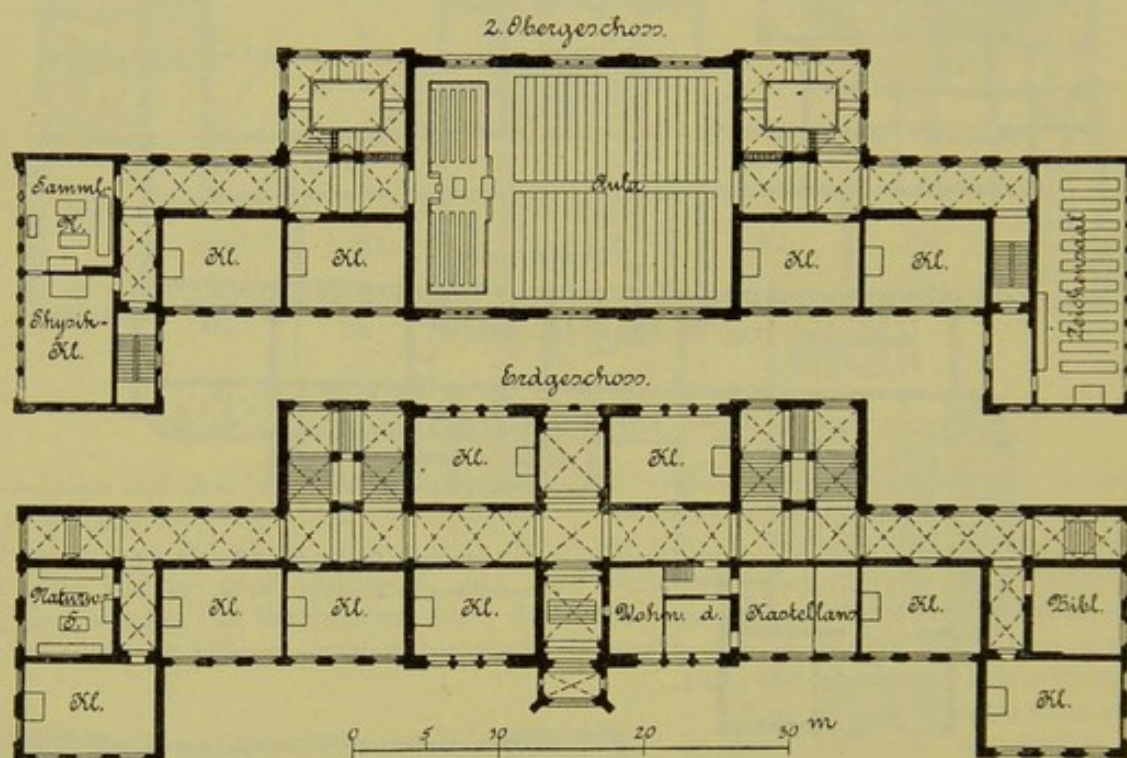 2. Obergeschoss.
Samml.-
R.
Kl.
Kl.
Aula
Kl.
Kl.
Zeichensaal
Physik-
Kl.
Erdgeschoss.
Kl.
Kl.
Naturw.
S.
Kl.
Kl.
Kl.
Wohn. d.
Kastellans
Kl.
Bibl.
Kl.
Kl.
0 5 10 20 30 m